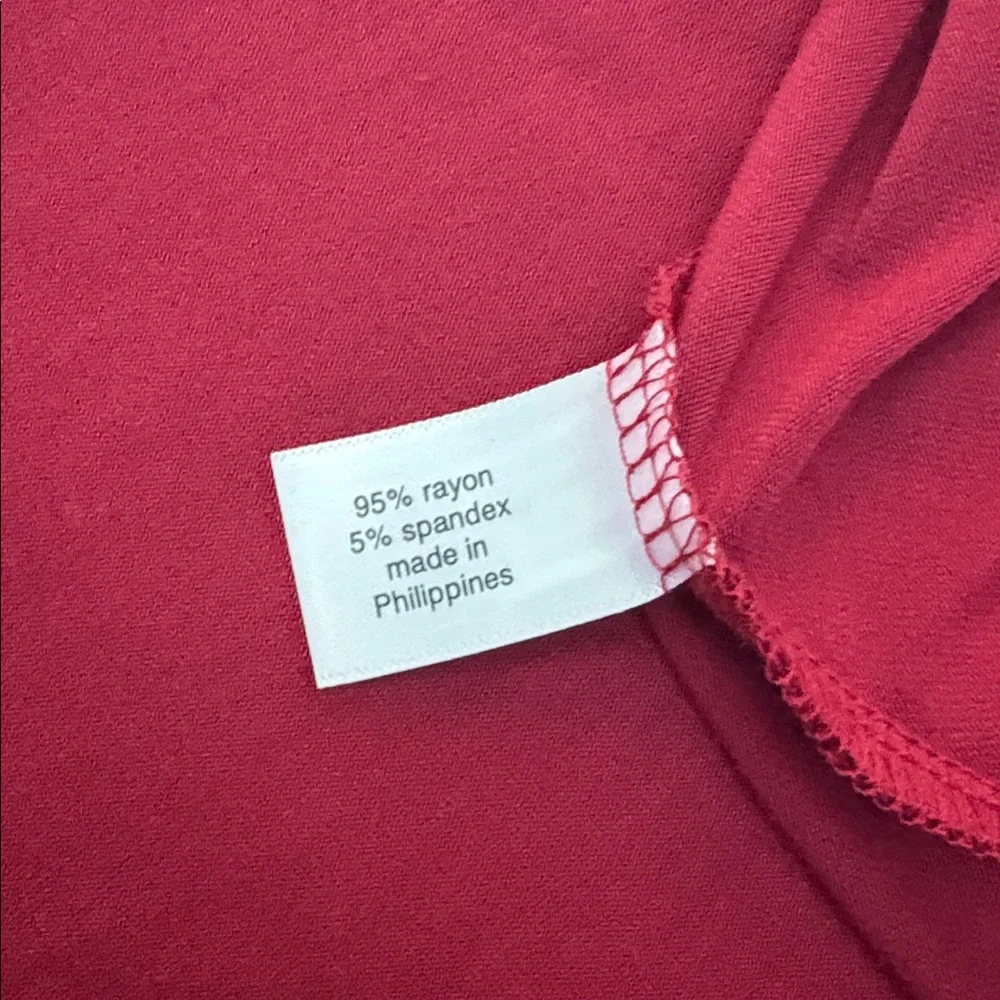 95% rayon
5% spandex
made in
Philippines